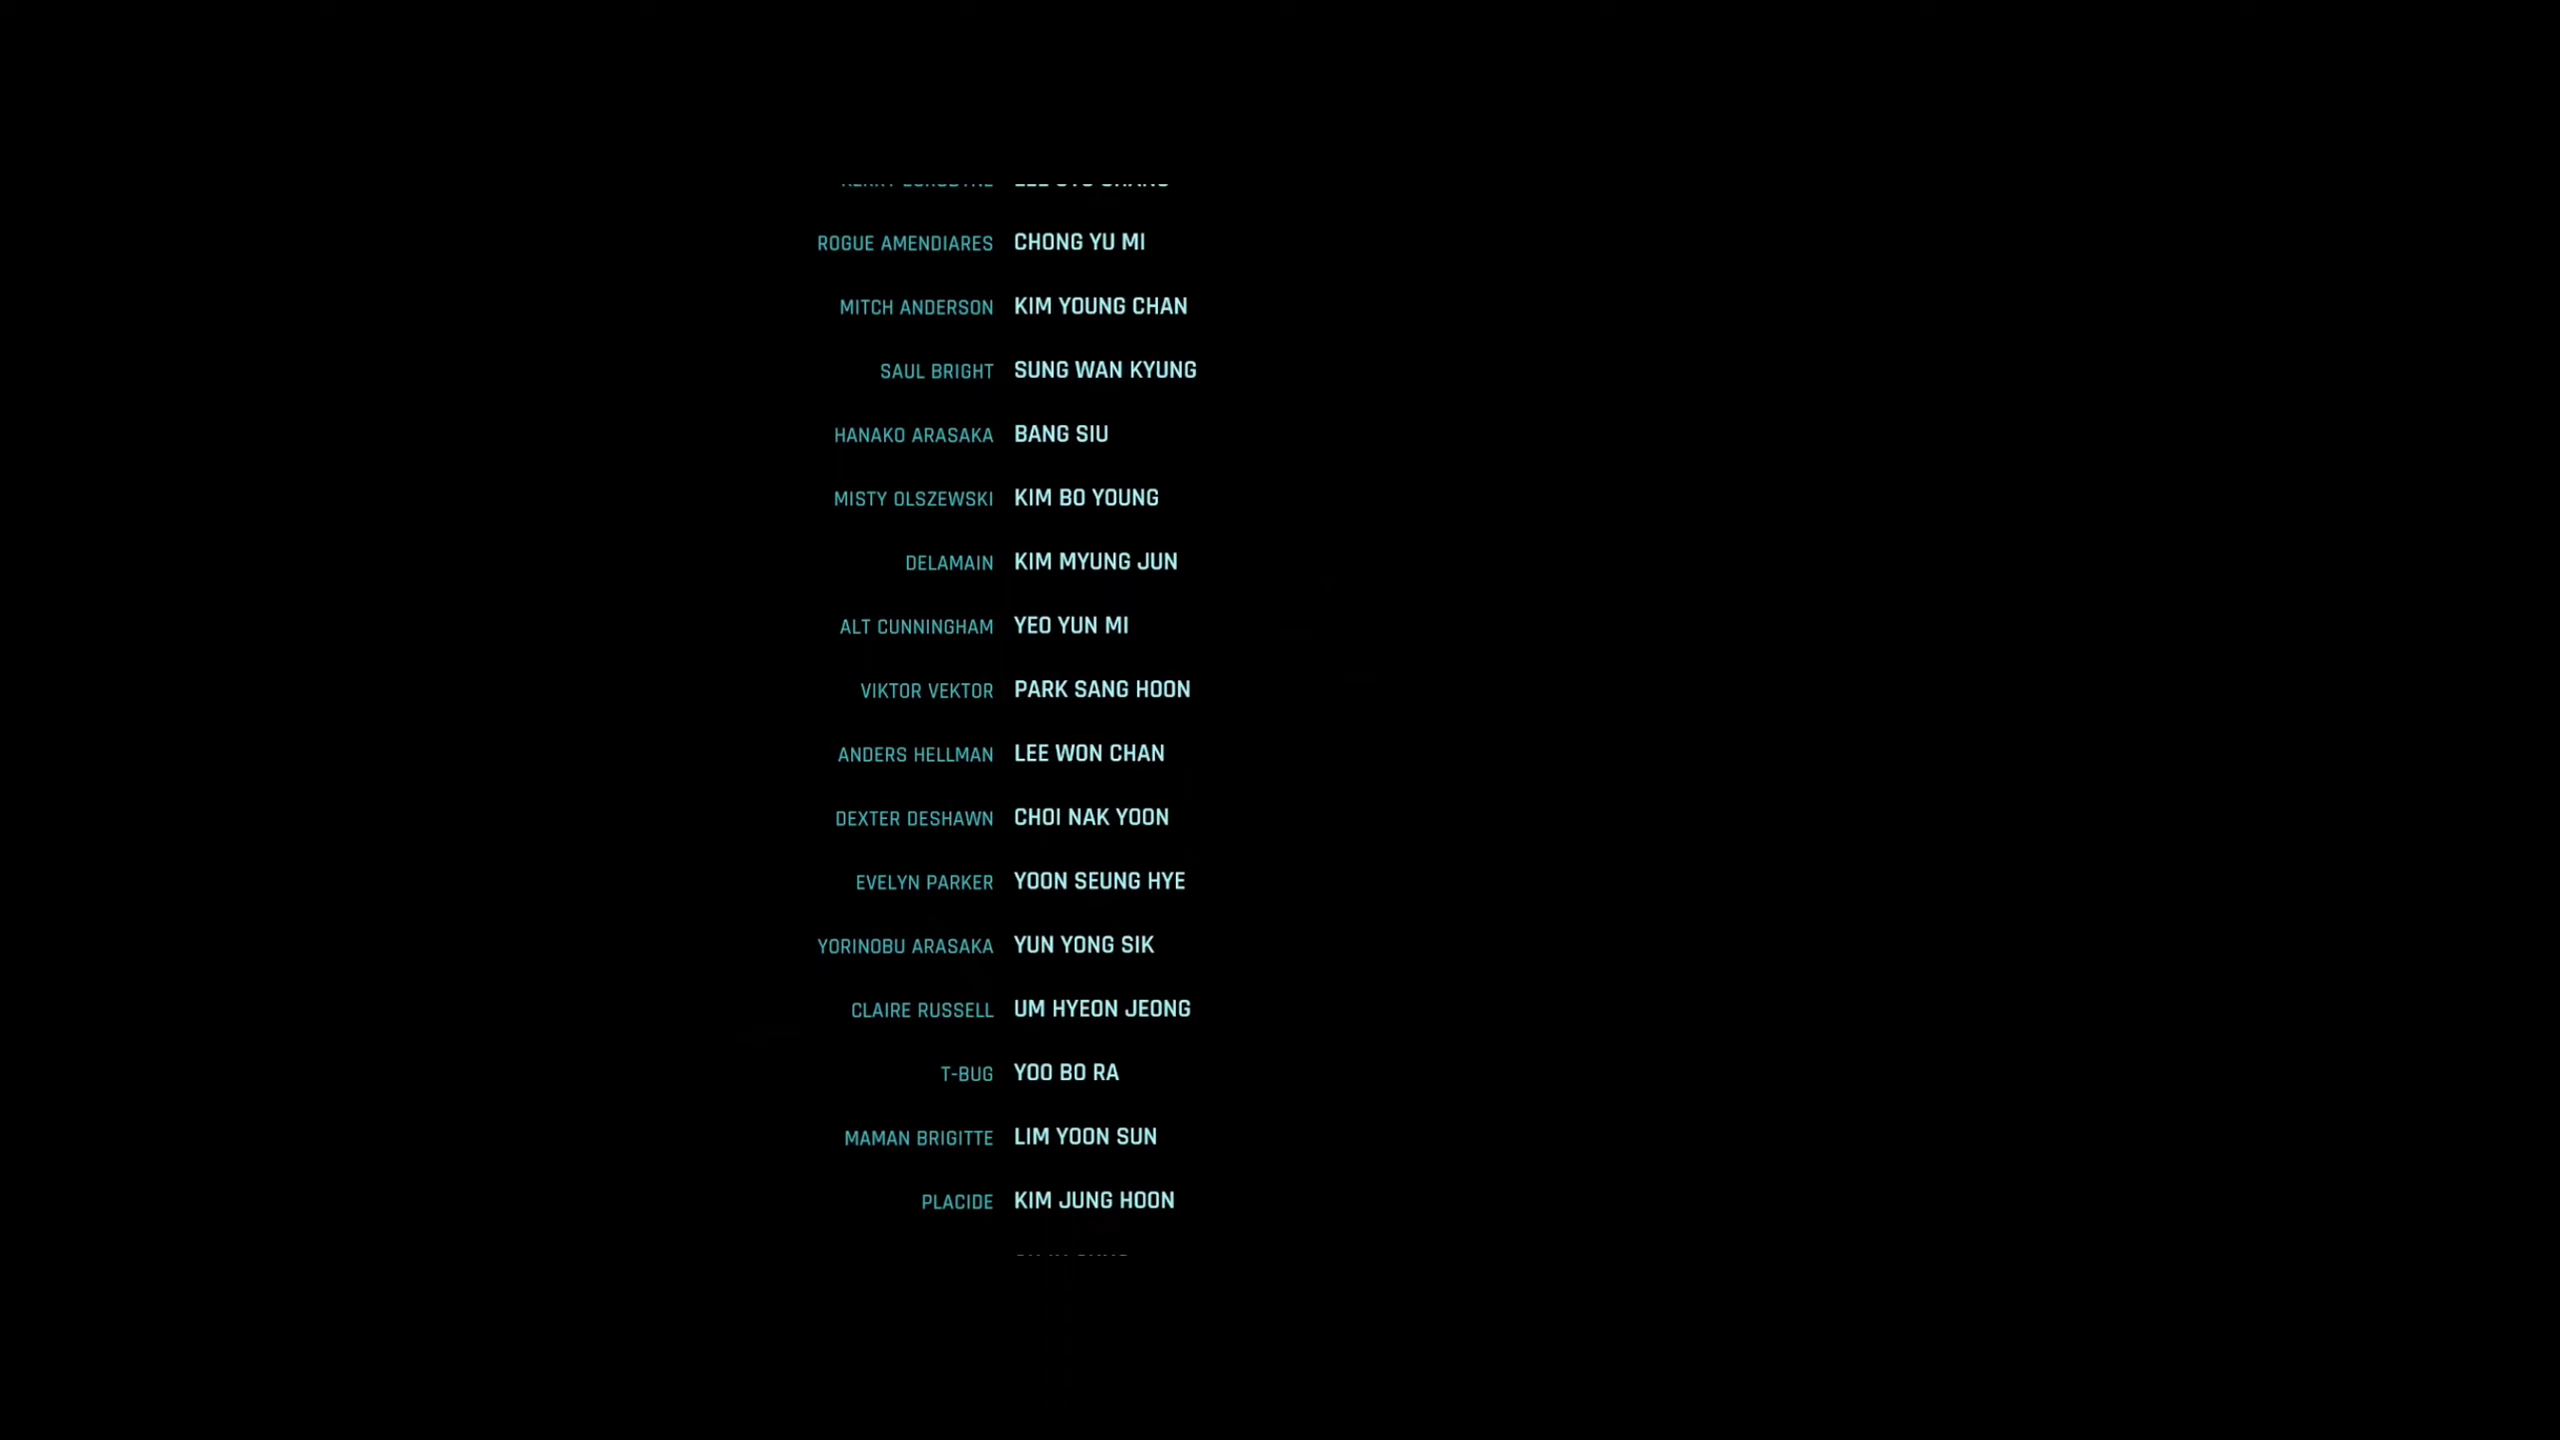 ROGUE AMENDIARES CHONG YU MI
MITCH ANDERSON KIM YOUNG CHAN
SAUL BRIGHT SUNG WAN KYUNG
HANAKO ARASAKA BANG SIU
MISTY OLSZEWSKI KIM BO YOUNG
DELAMAIN KIM MYUNG JUN
ALT CUNNINGHAM YEO YUN MI
VIKTOR VEKTOR PARK SANG HOON
ANDERS HELLMAN LEE WON CHAN
DEXTER DESHAWN CHOI NAK YOON
EVELYN PARKER YOON SEUNG HYE
YORINOBU ARASAKA YUN YONG SIK
CLAIRE RUSSELL UM HYEON JEONG
T-BUG YOO BO RA
MAMAN BRIGITTE LIM YOON SUN
PLACIDE KIM JUNG HOON